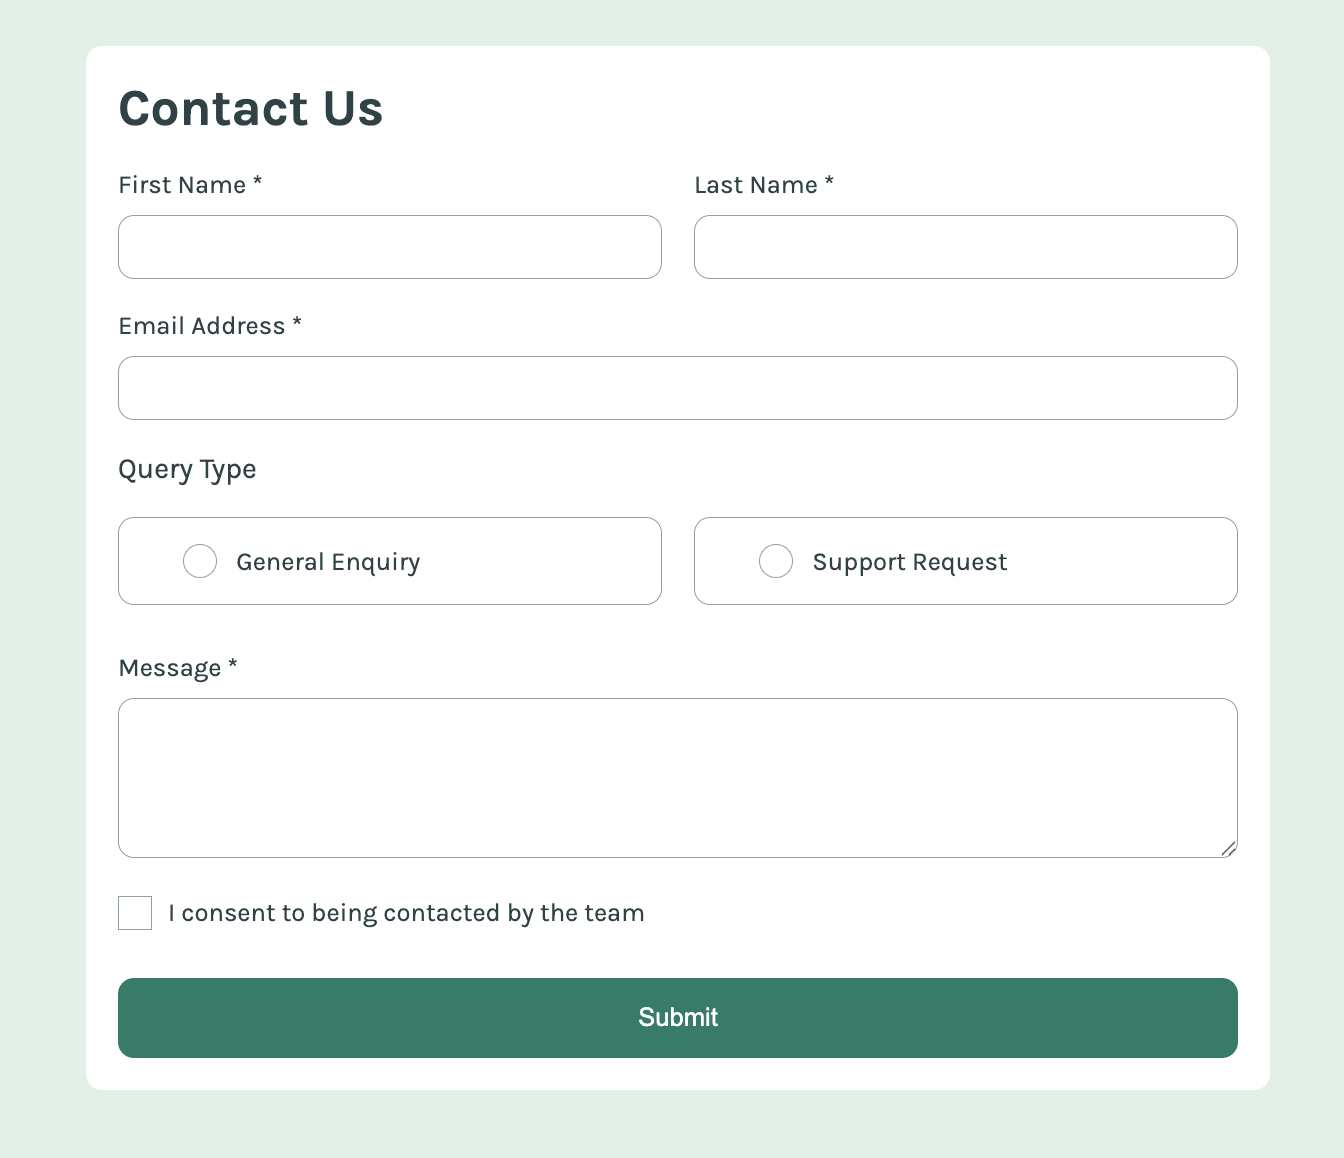 Contact Us
First Name *
Last Name *
Email Address *
Query Type
General Enquiry
Support Request
Message *
I consent to being contacted by the team
Submit